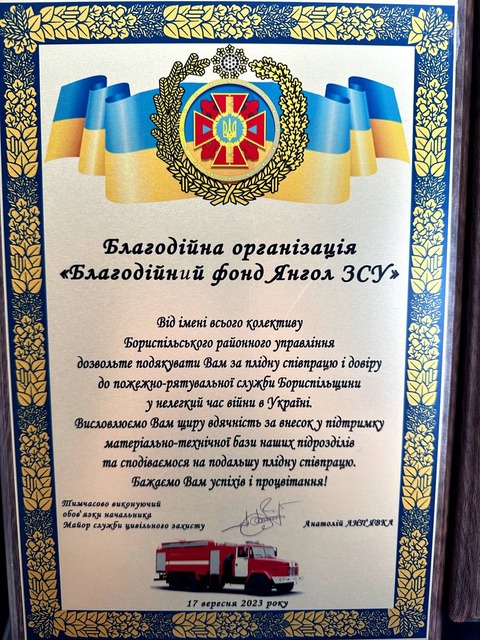 Благодійна організація
«Благодійний фонд Янгол ЗСУ»
Від імені всього колективу
Бориспільського районного управління
дозвольте подякувати Вам за плідну співпрацю і довіру
до пожежно-рятувальної служби Бориспільщини
у нелегкий час війни в Україні.
Висловлюємо Вам щиру вдячність за внесок у підтримку
матеріально-технічної бази наших підрозділів
та сподіваємося на подальшу плідну співпрацю.
Бажаємо Вам успіхів і процвітання!
Тимчасово виконуючий
обов'язки начальника
Майор служби цивільного захисту
Анатолій ЛИП'ЯВКА
17 вересня 2023 року